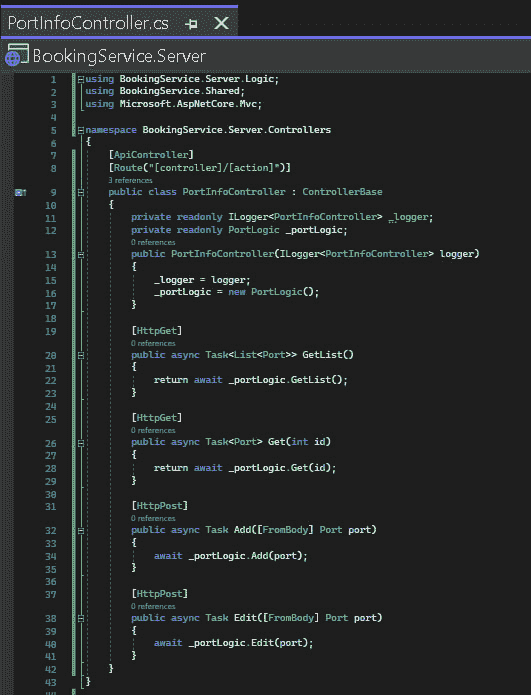 PortInfoController.cs
BookingService.Server
1 using BookingService.Server.Logic;
2 using BookingService.Shared;
3 using Microsoft.AspNetCore.Mvc;
4
5 namespace BookingService.Server.Controllers
6 {
7 [ApiController]
8 [Route("[controller]/[action]")]
3 references
9 public class PortInfoController : ControllerBase
10 {
11 private readonly ILogger<PortInfoController> _logger;
12 private readonly PortLogic _portLogic;
0 references
13 public PortInfoController(ILogger<PortInfoController> logger)
14 {
15 _logger = logger;
16 _portLogic = new PortLogic();
17 }
18
19 [HttpGet]
0 references
20 public async Task<List<Port>> GetList()
21 {
22 return await _portLogic.GetList();
23 }
24
25 [HttpGet]
0 references
26 public async Task<Port> Get(int id)
27 {
28 return await _portLogic.Get(id);
29 }
30
31 [HttpPost]
0 references
32 public async Task Add([FromBody] Port port)
33 {
34 await _portLogic.Add(port);
35 }
36
37 [HttpPost]
0 references
38 public async Task Edit([FromBody] Port port)
39 {
40 await _portLogic.Edit(port);
41 }
42 }
43 }
44